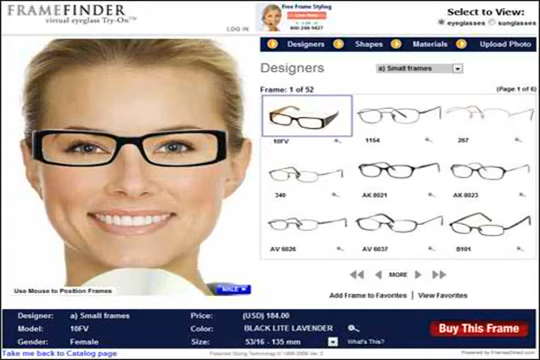 FRAMEFINDER
virtual eyeglass Try-On™
LOG IN
Free Frame Styling
800-248-9427
Select to View:
eyeglasses sunglasses
Designers Shapes Materials Upload Photo
Designers
a) Small frames
Frame: 1 of 52
(Page 1 of 6)
10FV 1154 267
340 AK 8021 AK 8023
AV 6026 AV 6037 B101
MORE
Add Frame to Favorites | View Favorites
Use Mouse to Position Frames
MALE
Designer: a) Small frames Price: (USD) 184.00
Model: 10FV Color: BLACK LITE LAVENDER
Gender: Female Size: 53/16 - 135 mm What's This?
Buy This Frame
Take me back to Catalog page
Powered by FramesDirect.com